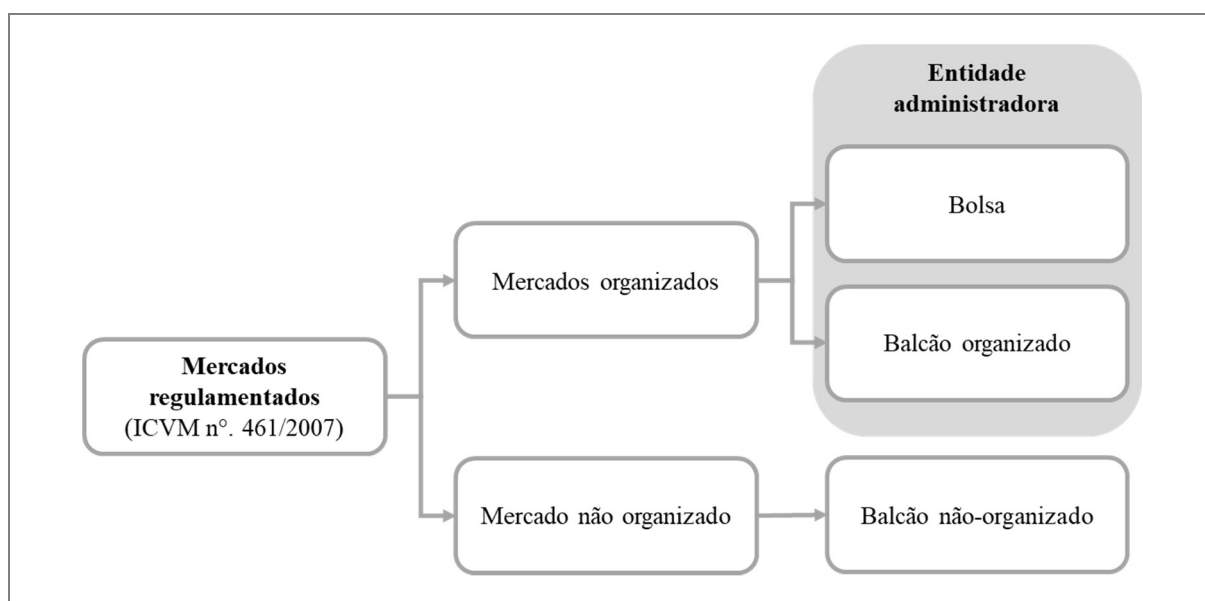 Entidade
administradora
Bolsa
Mercados organizados
Balcão organizado
Mercados
regulamentados
(ICVM n°. 461/2007)
Mercado não organizado
Balcão não-organizado